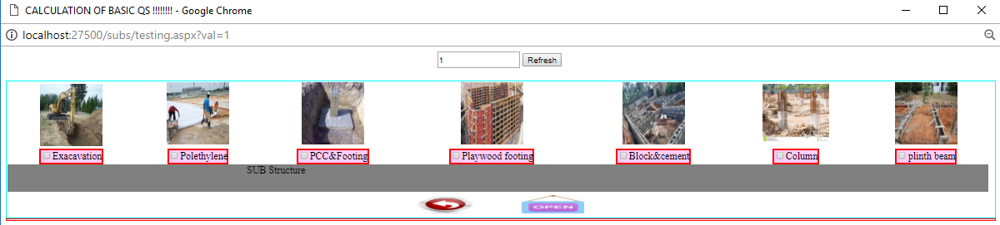 CALCULATION OF BASIC QS !!!!!!!! - Google Chrome
localhost:27500/subs/testing.aspx?val=1
1 Refresh
Exacavation Polethylene PCC&Footing Playwood footing Block&cement Column plinth beam
SUB Structure
OPEN